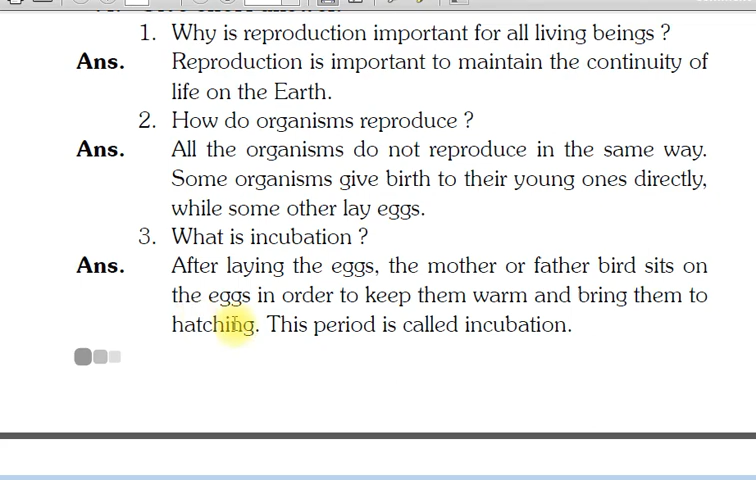 1. Why is reproduction important for all living beings ?
Ans. Reproduction is important to maintain the continuity of
life on the Earth.
2. How do organisms reproduce ?
Ans. All the organisms do not reproduce in the same way.
Some organisms give birth to their young ones directly,
while some other lay eggs.
3. What is incubation ?
Ans. After laying the eggs, the mother or father bird sits on
the eggs in order to keep them warm and bring them to
hatching. This period is called incubation.